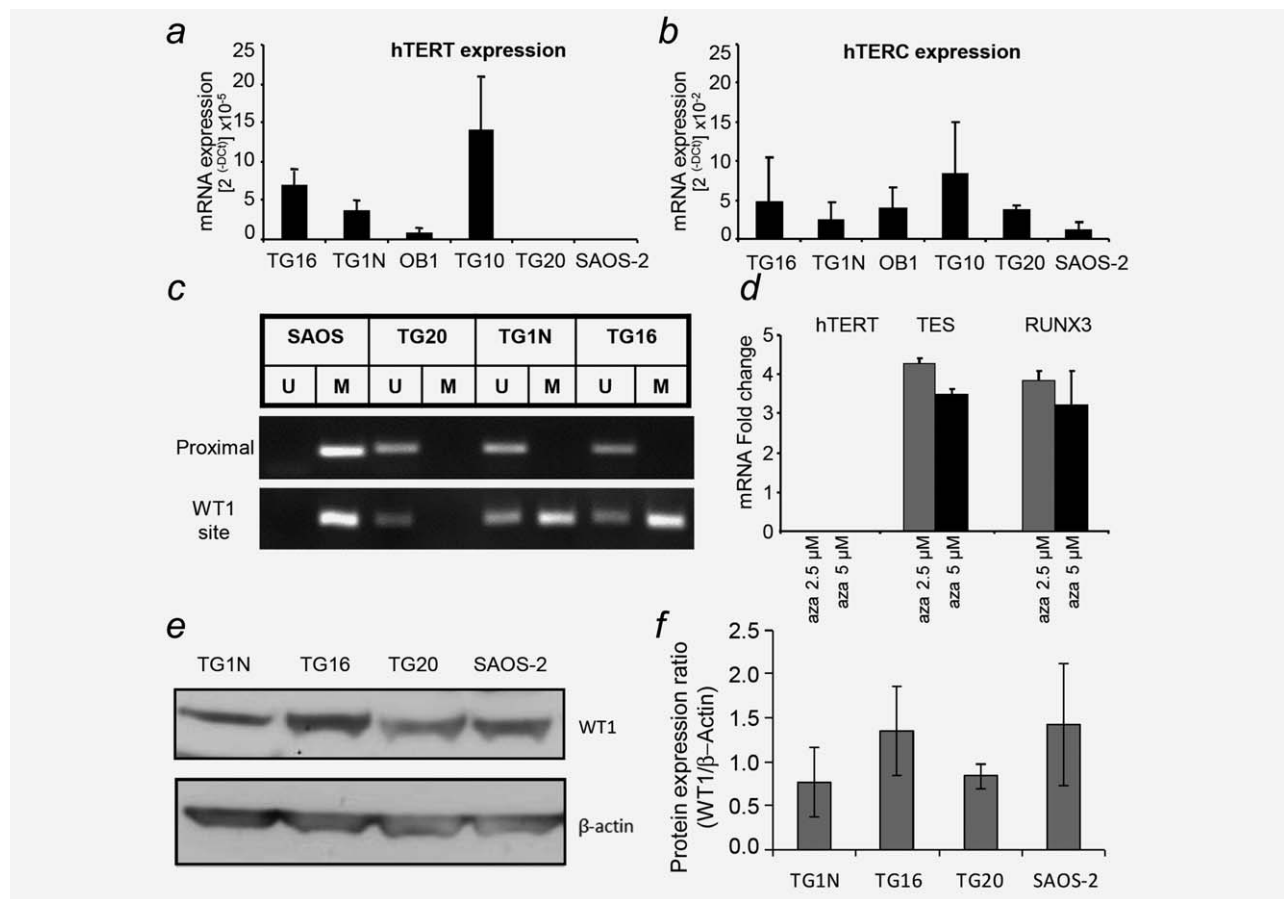 a
hTERT expression
mRNA expression
[2 (-DCt)] x10-5
25
20
15
10
5
0
TG16 TG1N OB1 TG10 TG20 SAOS-2
b
hTERC expression
mRNA expression
[2 (-DCt)] x10-2
25
20
15
10
5
0
TG16 TG1N OB1 TG10 TG20 SAOS-2
c
SAOS TG20 TG1N TG16
U M U M U M U M
Proximal
WT1
site
d
hTERT TES RUNX3
mRNA Fold change
5
4
3
2
1
0
aza 2.5 µM
aza 5 µM
aza 2.5 µM
aza 5 µM
aza 2.5 µM
aza 5 µM
e
TG1N TG16 TG20 SAOS-2
WT1
β-actin
f
Protein expression ratio
(WT1/β–Actin)
2.5
2.0
1.5
1.0
0.5
0.0
TG1N TG16 TG20 SAOS-2